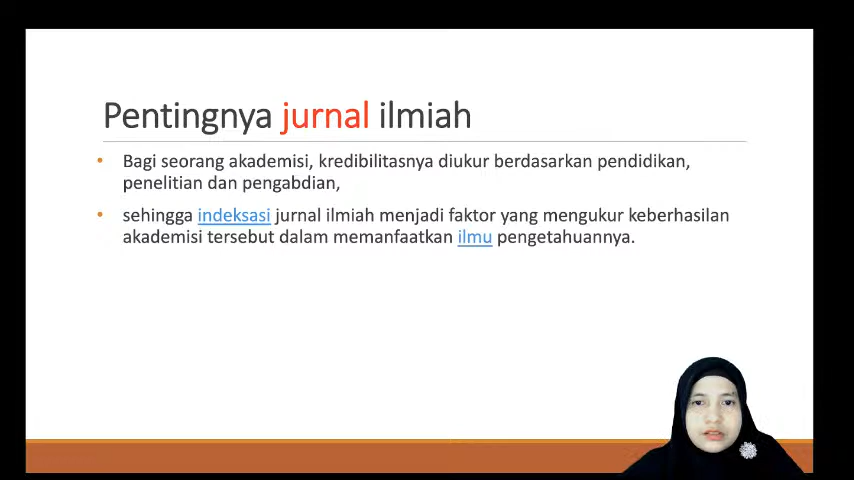 Pentingnya jurnal ilmiah
Bagi seorang akademisi, kredibilitasnya diukur berdasarkan pendidikan,
penelitian dan pengabdian,
sehingga indeksasi jurnal ilmiah menjadi faktor yang mengukur keberhasilan
akademisi tersebut dalam memanfaatkan ilmu pengetahuannya.